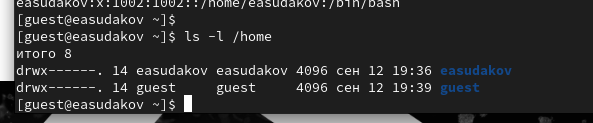 easudakov:x:1002:1002::/home/easudakov:/bin/bash
[guest@easudakov ~]$
[guest@easudakov ~]$ ls -l /home
итого 8
drwx------. 14 easudakov easudakov 4096 сен 12 19:36 easudakov
drwx------. 14 guest     guest     4096 сен 12 19:39 guest
[guest@easudakov ~]$